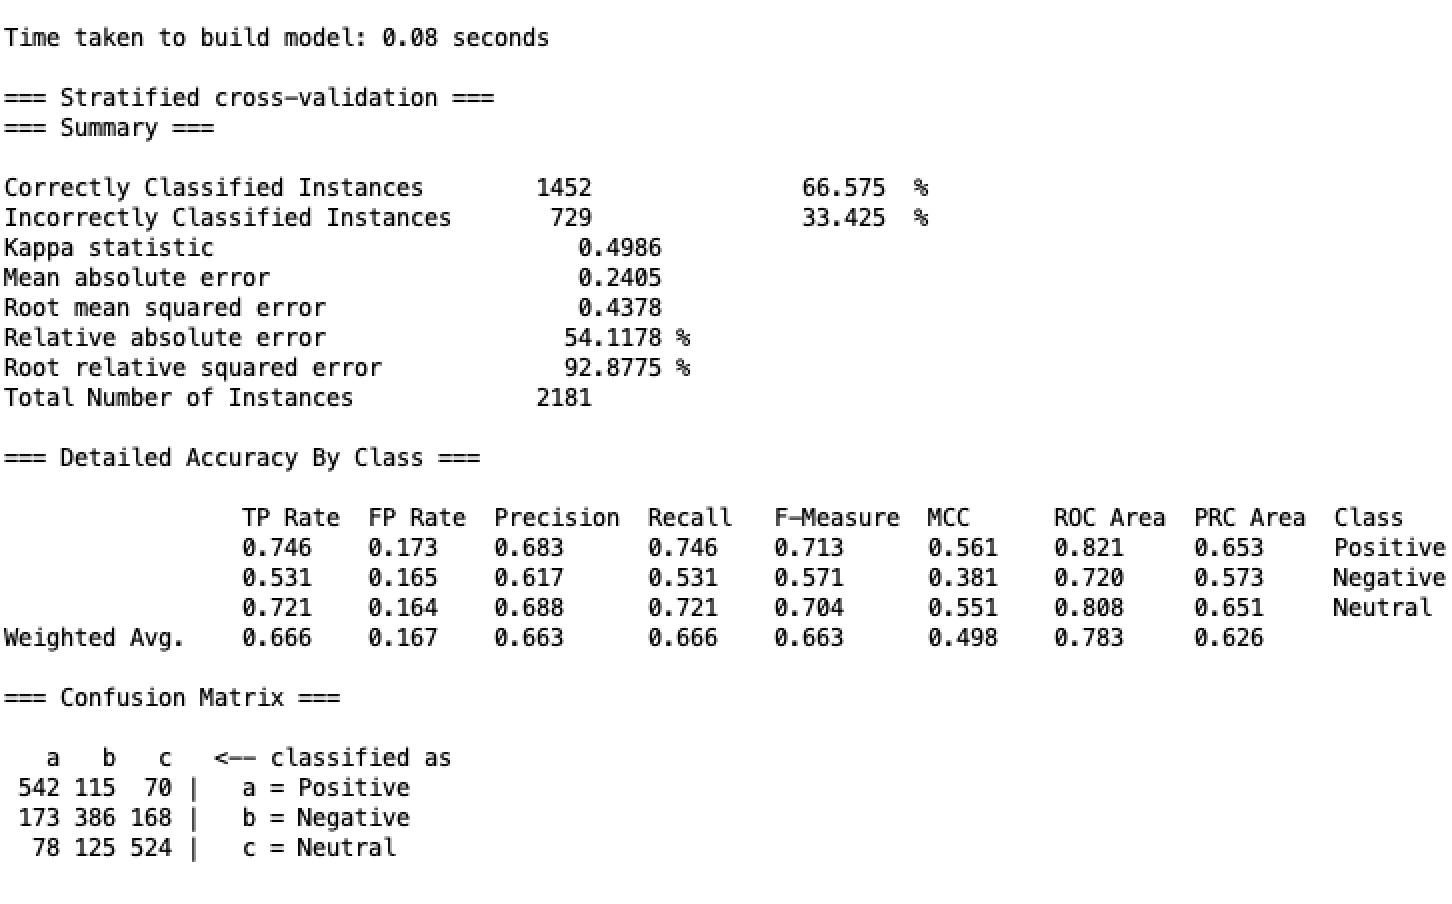 Time taken to build model: 0.08 seconds
=== Stratified cross-validation ===
=== Summary ===
Correctly Classified Instances        1452               66.575  %
Incorrectly Classified Instances       729               33.425  %
Kappa statistic                          0.4986
Mean absolute error                      0.2405
Root mean squared error                  0.4378
Relative absolute error                 54.1178 %
Root relative squared error             92.8775 %
Total Number of Instances             2181
=== Detailed Accuracy By Class ===
                 TP Rate  FP Rate  Precision  Recall   F-Measure  MCC      ROC Area  PRC Area  Class
                 0.746    0.173    0.683      0.746    0.713      0.561    0.821     0.653     Positive
                 0.531    0.165    0.617      0.531    0.571      0.381    0.720     0.573     Negative
                 0.721    0.164    0.688      0.721    0.704      0.551    0.808     0.651     Neutral
Weighted Avg.    0.666    0.167    0.663      0.666    0.663      0.498    0.783     0.626
=== Confusion Matrix ===
   a   b   c   <-- classified as
 542 115  70 |   a = Positive
 173 386 168 |   b = Negative
  78 125 524 |   c = Neutral